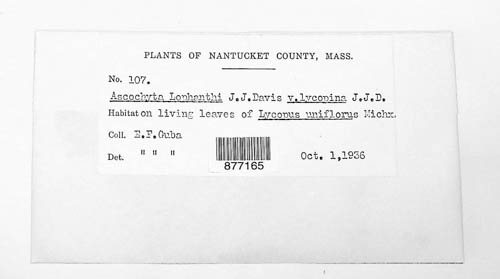 PLANTS OF NANTUCKET COUNTY, MASS.
No. 107.
Ascochyta Lophanthi J.J.Davis v.lycopina J.J.D.
Habitat on living leaves of Lycopus uniflorus Michx.
Coll. E.F.Guba
Det. " " " Oct. 1,1936
877165